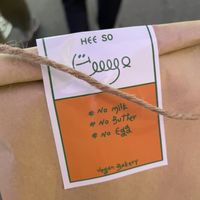 HEE SO
* No milk
* No Butter
* No Egg
Vegan Bakery